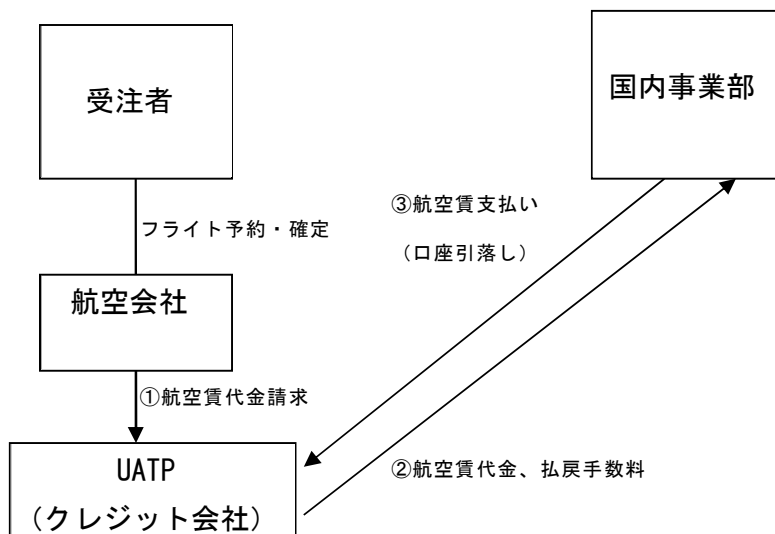 受注者
国内事業部
③航空賃支払い
フライト予約・確定
（口座引落し）
航空会社
①航空賃代金請求
UATP
（クレジット会社）
②航空賃代金、払戻手数料